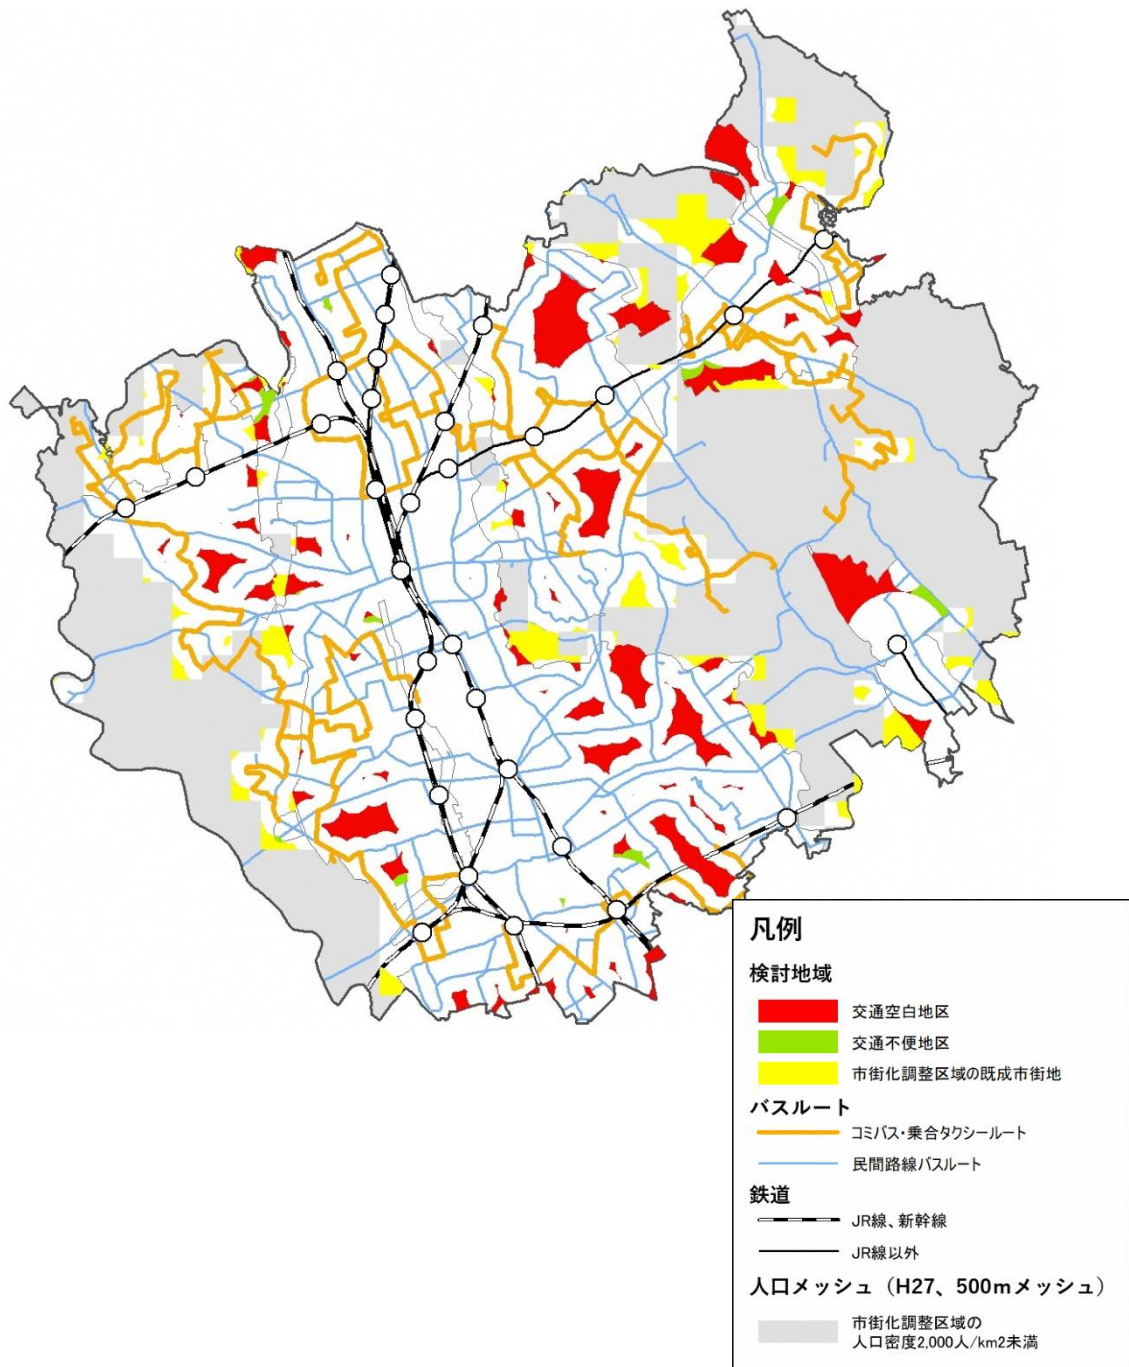 凡例
検討地域
交通空白地区
交通不便地区
市街化調整区域の既成市街地
バスルート
コミバス・乗合タクシールート
民間路線バスルート
鉄道
JR線、新幹線
JR線以外
人口メッシュ（H27、500mメッシュ）
市街化調整区域の
人口密度2,000人/km2未満